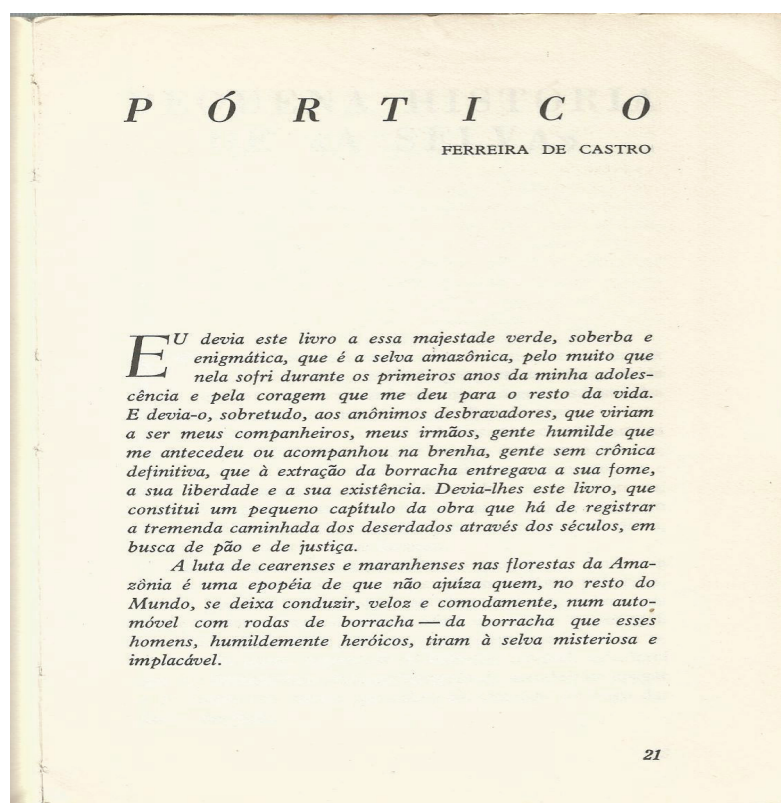 PÓRTICO
FERREIRA DE CASTRO
EU devia este livro a essa majestade verde, soberba e
enigmática, que é a selva amazônica, pelo muito que
nela sofri durante os primeiros anos da minha adoles-
cência e pela coragem que me deu para o resto da vida.
E devia-o, sobretudo, aos anônimos desbravadores, que viriam
a ser meus companheiros, meus irmãos, gente humilde que
me antecedeu ou acompanhou na brenha, gente sem crônica
definitiva, que à extração da borracha entregava a sua fome,
a sua liberdade e a sua existência. Devia-lhes este livro, que
constitui um pequeno capítulo da obra que há de registrar
a tremenda caminhada dos deserdados através dos séculos, em
busca de pão e de justiça.
A luta de cearenses e maranhenses nas florestas da Ama-
zônia é uma epopéia de que não ajuíza quem, no resto do
Mundo, se deixa conduzir, veloz e comodamente, num auto-
móvel com rodas de borracha — da borracha que esses
homens, humildemente heróicos, tiram à selva misteriosa e
implacável.
21